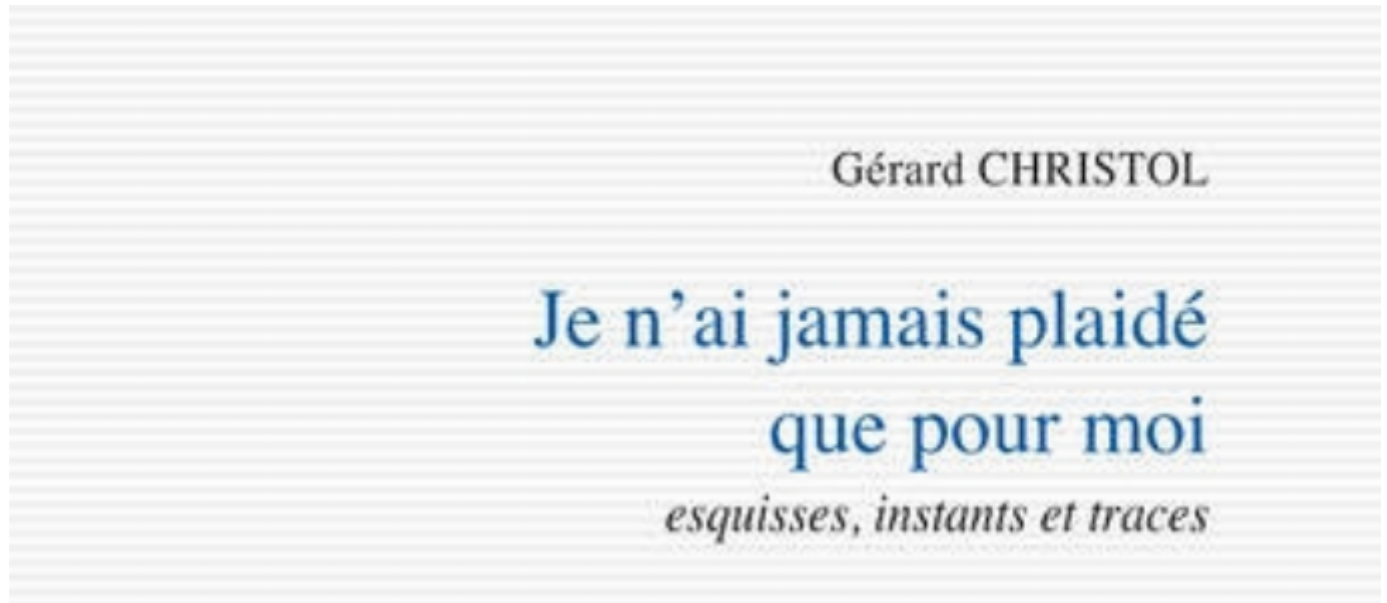 Gérard CHRISTOL
Je n’ai jamais plaidé
que pour moi
esquisses, instants et traces